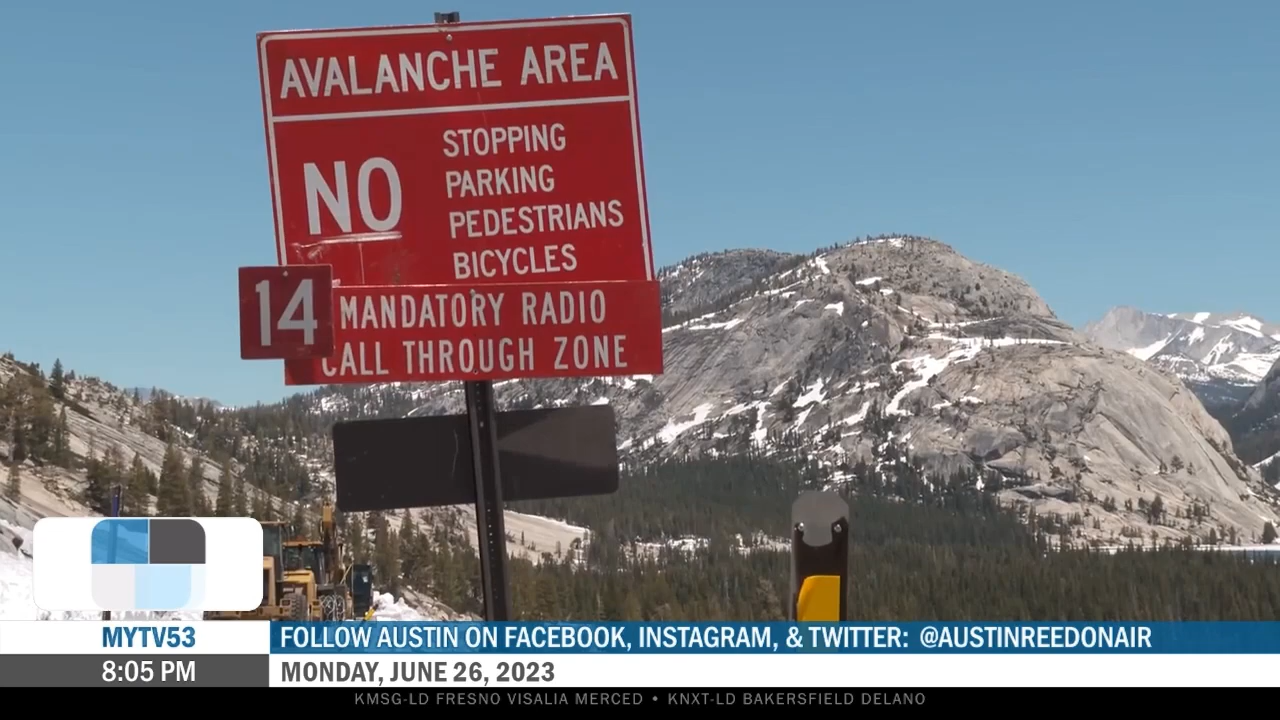 AVALANCHE AREA
NO
STOPPING
PARKING
PEDESTRIANS
BICYCLES
14
MANDATORY RADIO
CALL THROUGH ZONE
MYTV53
FOLLOW AUSTIN ON FACEBOOK, INSTAGRAM, & TWITTER: @AUSTINREEDONAIR
8:05 PM
MONDAY, JUNE 26, 2023
KMSG-LD FRESNO VISALIA MERCED • KNXT-LD BAKERSFIELD DELANO